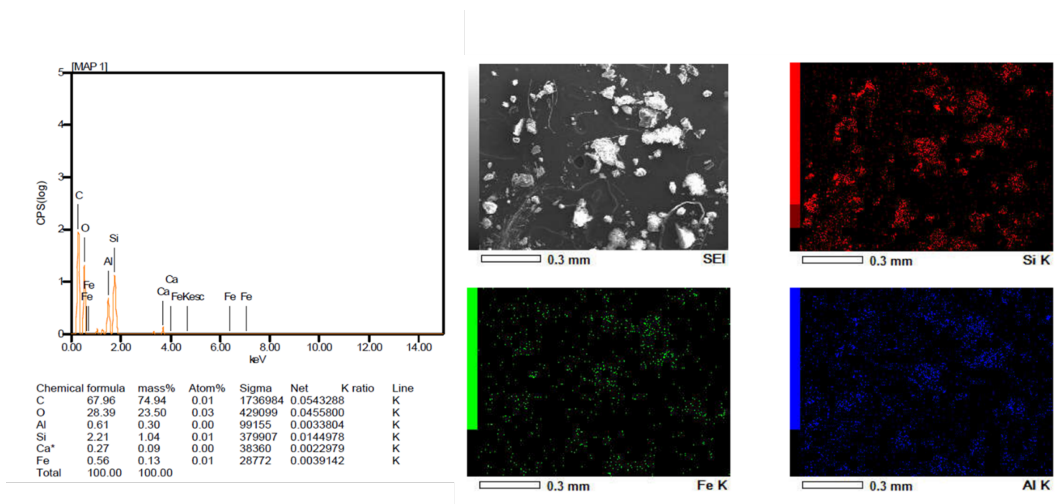 [MAP 1]
5
4
3
2
1
0
CPS(log)
C
O
Si
Al
Fe
Fe
Ca
Ca
FeKesc
Fe
Fe
0.00 2.00 4.00 6.00 8.00 10.00 12.00 14.00
keV
Chemical formula mass% Atom% Sigma Net K ratio Line
C 67.96 74.94 0.01 1736984 0.0543288 K
O 28.39 23.50 0.03 429099 0.0455800 K
Al 0.61 0.30 0.00 99155 0.0033804 K
Si 2.21 1.04 0.01 379907 0.0144978 K
Ca* 0.27 0.09 0.00 38360 0.0022979 K
Fe 0.56 0.13 0.01 28772 0.0039142 K
Total 100.00 100.00
0.3 mm SEI
0.3 mm Si K
0.3 mm Fe K
0.3 mm Al K